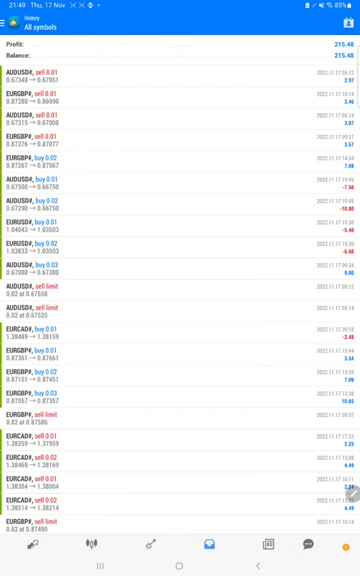 21:49 Thu, 17 Nov 85%
History
All symbols
Profit: 215.48
Balance: 215.48
AUDUSD#, sell 0.01 2022.11.17 05:12
0.67348 → 0.67051 2.97
EURGBP#, sell 0.01 2022.11.17 10:14
0.87280 → 0.86990 3.46
AUDUSD#, sell 0.01 2022.11.17 05:14
0.67315 → 0.67008 3.07
EURGBP#, sell 0.01 2022.11.17 09:57
0.87376 → 0.87077 3.57
EURGBP#, buy 0.02 2022.11.17 14:34
0.87267 → 0.87567 7.08
AUDUSD#, buy 0.01 2022.11.17 19:45
0.67500 → 0.66750 -7.50
AUDUSD#, buy 0.02 2022.11.17 19:45
0.67290 → 0.66750 -10.80
EURUSD#, buy 0.01 2022.11.17 15:30
1.04043 → 1.03503 -5.40
EURUSD#, buy 0.02 2022.11.17 15:30
1.03833 → 1.03503 -6.60
AUDUSD#, buy 0.03 2022.11.17 09:34
0.67080 → 0.67380 9.00
AUDUSD#, sell limit 2022.11.17 05:12
0.02 at 0.67558
AUDUSD#, sell limit 2022.11.17 05:14
0.02 at 0.67525
EURCAD#, buy 0.01 2022.11.17 20:18
1.38489 → 1.38159 -2.48
EURGBP#, buy 0.01 2022.11.17 15:44
0.87361 → 0.87661 3.54
EURGBP#, buy 0.02 2022.11.17 13:39
0.87151 → 0.87451 7.09
EURGBP#, buy 0.03 2022.11.17 13:28
0.87057 → 0.87357 10.66
EURGBP#, sell limit 2022.11.17 09:57
0.02 at 0.87586
EURCAD#, sell 0.01 2022.11.17 17:22
1.38259 → 1.37959 2.25
EURCAD#, sell 0.02 2022.11.17 13:08
1.38469 → 1.38169 4.49
EURCAD#, sell 0.01 2022.11.17 16:11
1.38304 → 1.38004
EURCAD#, sell 0.02 2022.11.17
1.38514 → 1.38214 4.49
EURGBP#, sell limit 2022.11.17 10:14
0.02 at 0.87490